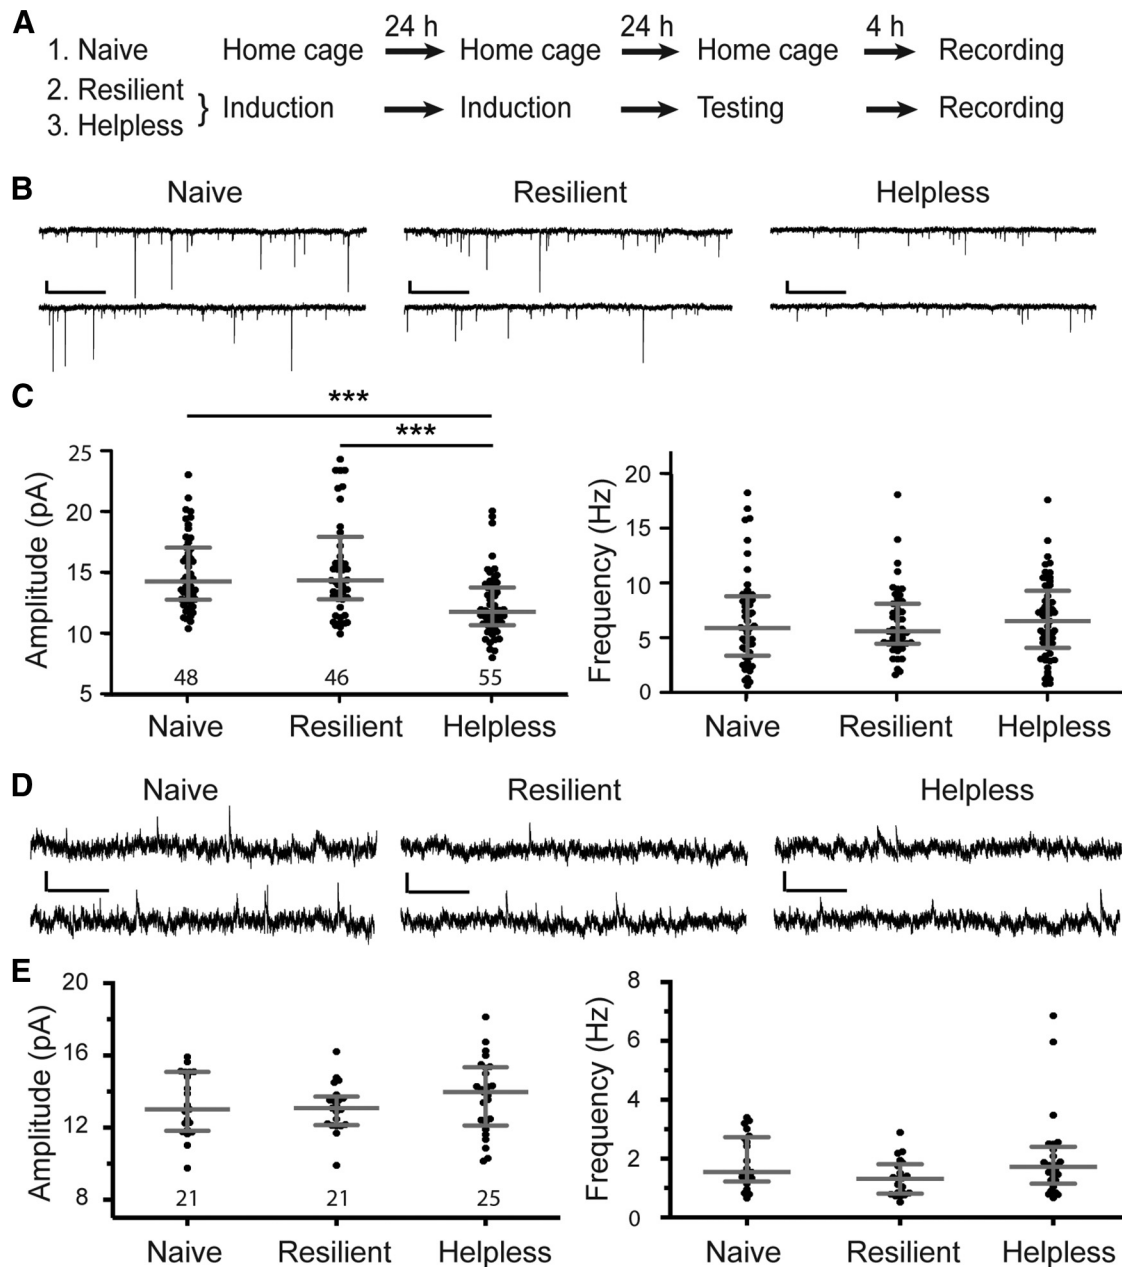 A
24 h 24 h 4 h
1. Naive Home cage Home cage Home cage Recording
2. Resilient
3. Helpless } Induction Induction Testing Recording
B
Naive Resilient Helpless
C
***
***
25
20
15
10
5
Amplitude (pA)
48 46 55
Naive Resilient Helpless
20
15
10
5
0
Frequency (Hz)
Naive Resilient Helpless
D
Naive Resilient Helpless
E
20
16
12
8
Amplitude (pA)
21 21 25
Naive Resilient Helpless
8
6
4
2
0
Frequency (Hz)
Naive Resilient Helpless